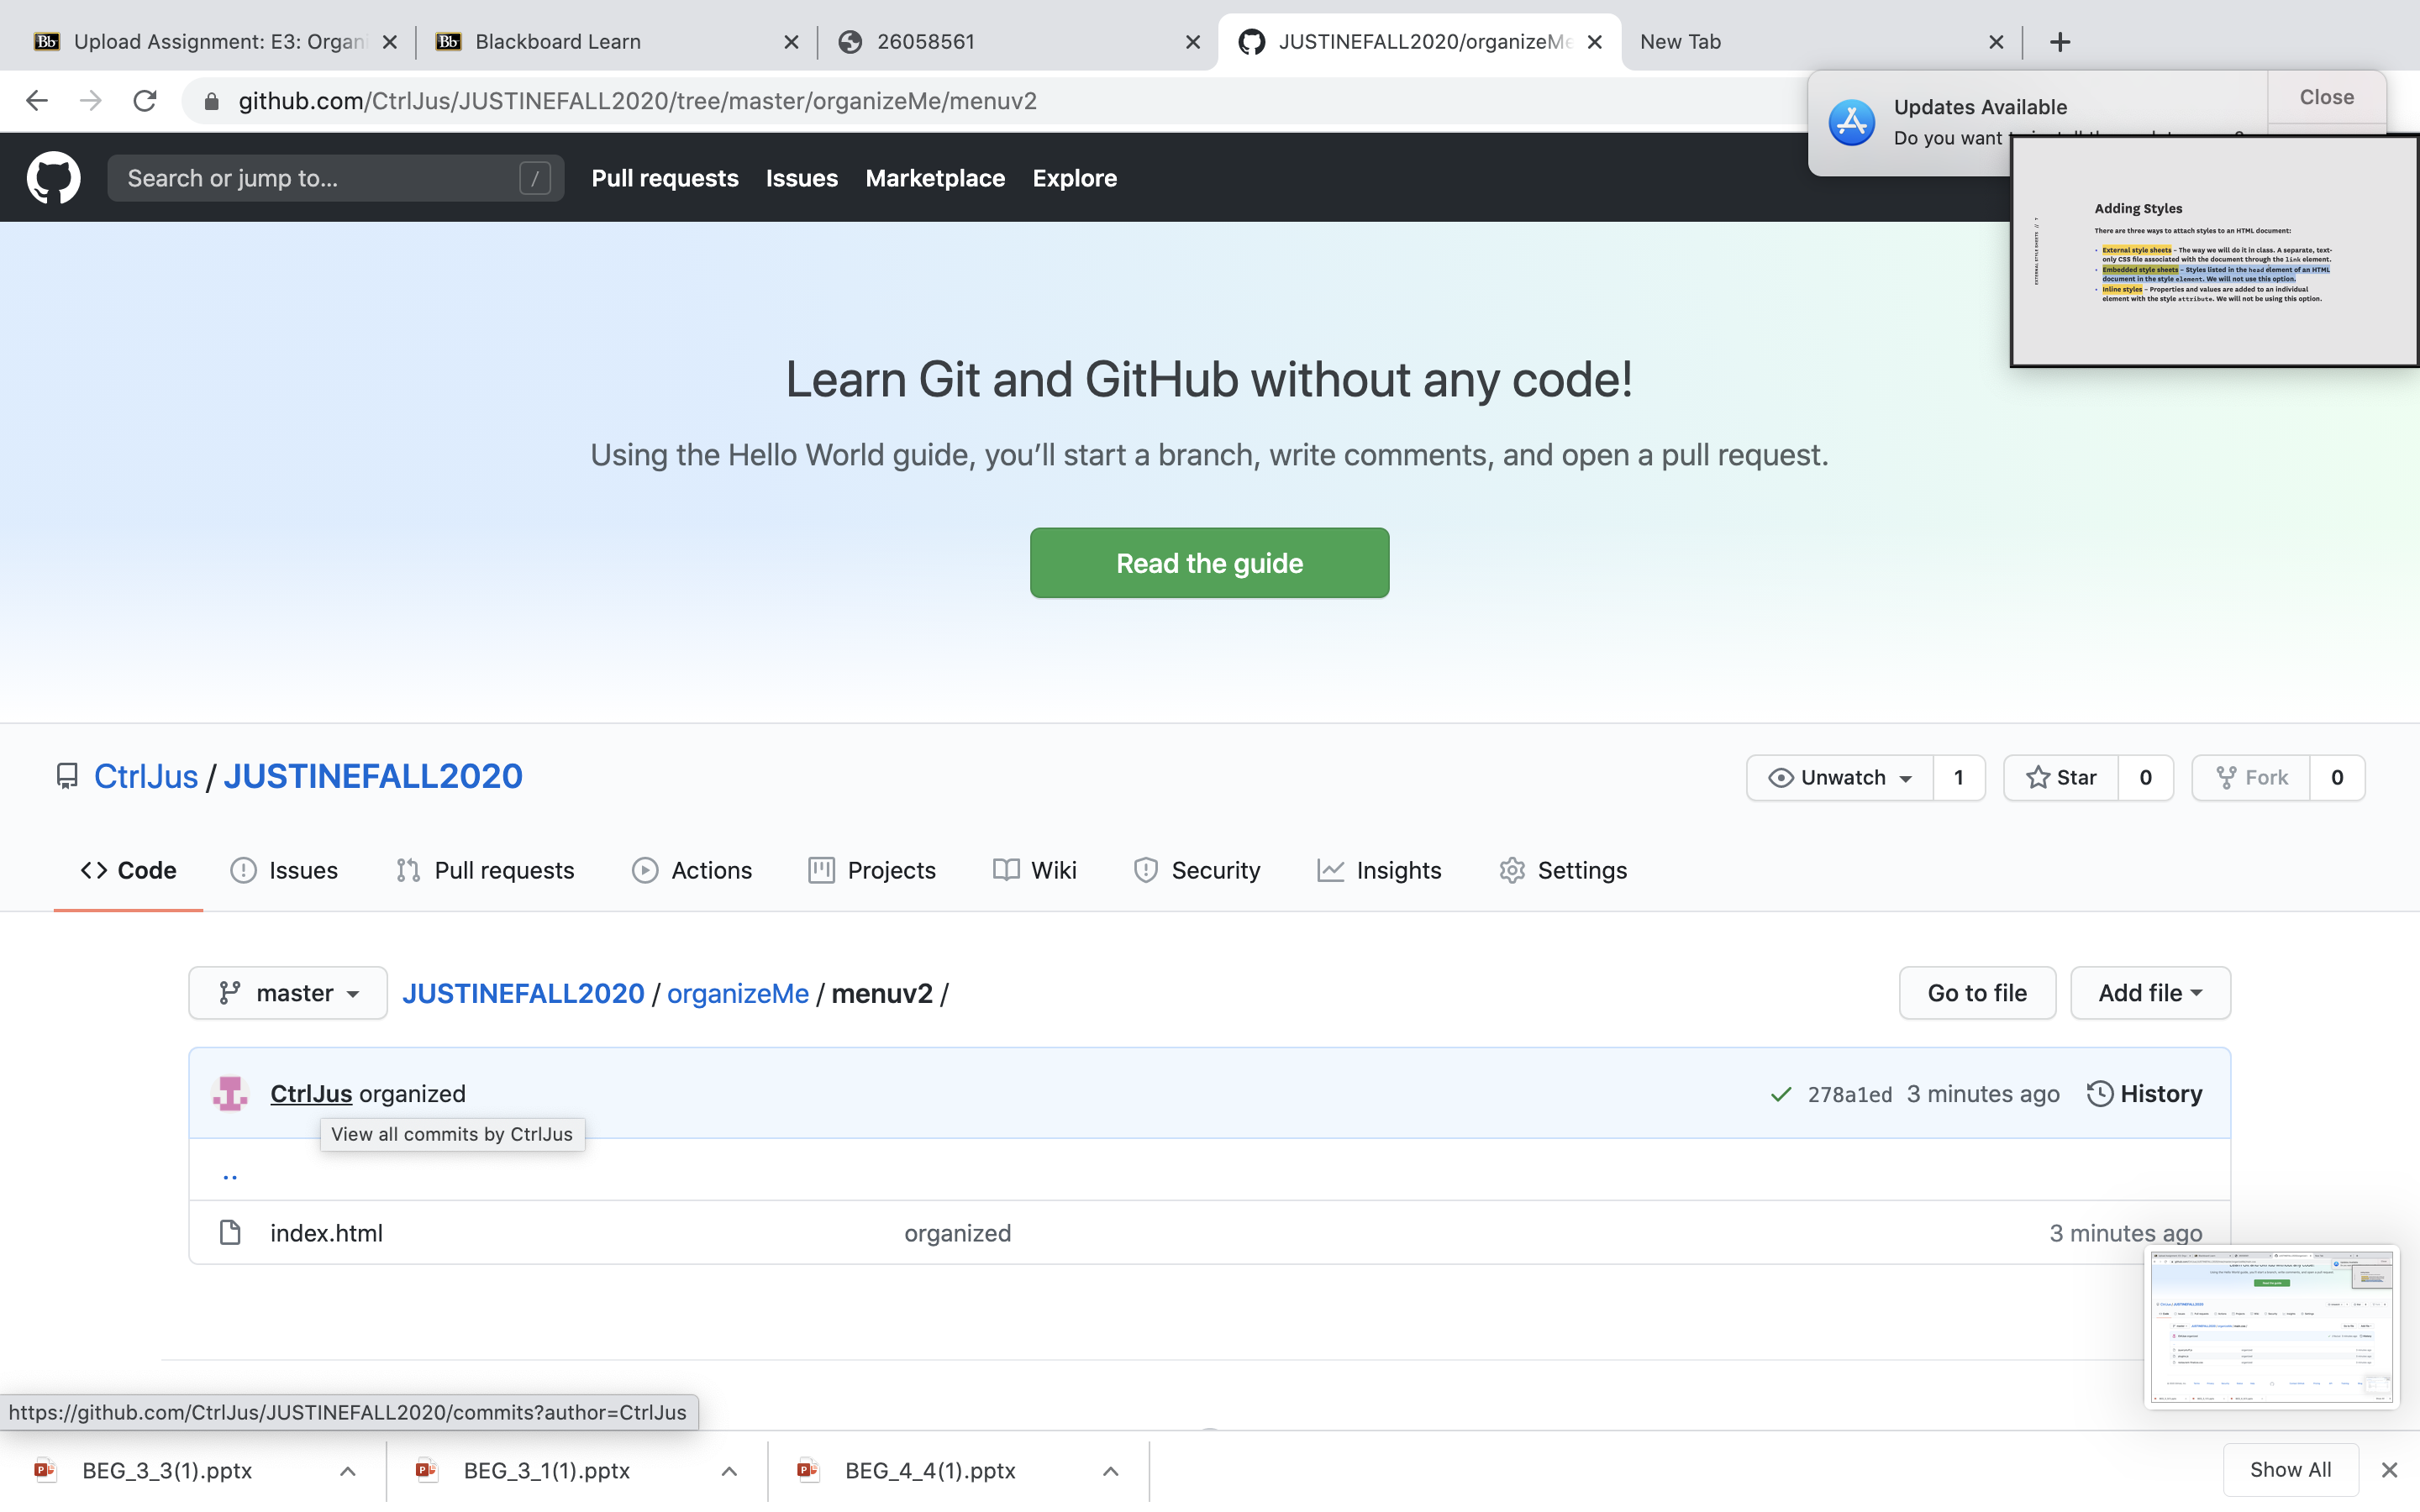 Upload Assignment: E3: Organi
Blackboard Learn
26058561
JUSTINEFALL2020/organizeMe
New Tab
github.com/CtrlJus/JUSTINEFALL2020/tree/master/organizeMe/menuv2
Updates Available
Do you want
Close
Search or jump to...
/
Pull requests
Issues
Marketplace
Explore
Adding Styles
There are three ways to attach styles to an HTML document:
• External style sheets – The way we will do it in class. A separate, text-
only CSS file associated with the document through the link element.
• Embedded style sheets – Styles listed in the head element of an HTML
document in the style element. We will not use this option.
• Inline styles – Properties and values are added to an individual
element with the style attribute. We will not be using this option.
EXTERNAL STYLE SHEETS //
Learn Git and GitHub without any code!
Using the Hello World guide, you’ll start a branch, write comments, and open a pull request.
Read the guide
CtrlJus / JUSTINEFALL2020
Unwatch 1
Star 0
Fork 0
Code
Issues
Pull requests
Actions
Projects
Wiki
Security
Insights
Settings
master
JUSTINEFALL2020 / organizeMe / menuv2 /
Go to file
Add file
CtrlJus organized
278a1ed 3 minutes ago
History
View all commits by CtrlJus
..
index.html
organized
3 minutes ago
https://github.com/CtrlJus/JUSTINEFALL2020/commits?author=CtrlJus
BEG_3_3(1).pptx
BEG_3_1(1).pptx
BEG_4_4(1).pptx
Show All